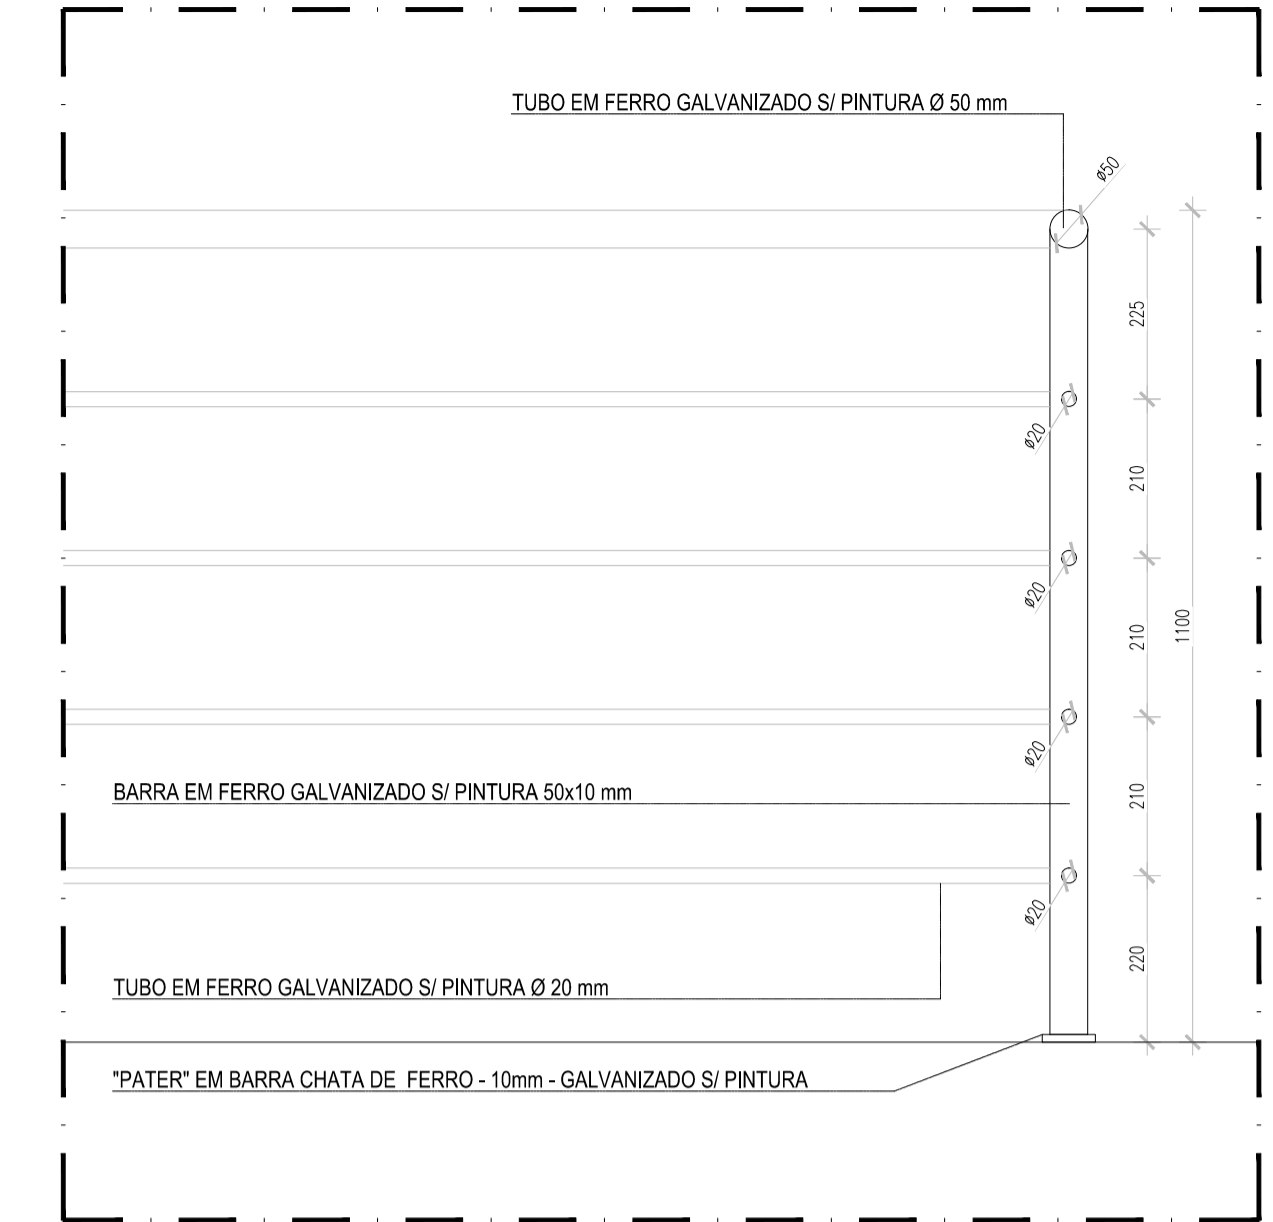 TUBO EM FERRO GALVANIZADO S/ PINTURA Ø 50 mm
ø50
225
ø20
210
ø20
210
1100
ø20
BARRA EM FERRO GALVANIZADO S/ PINTURA 50x10 mm
210
ø20
220
TUBO EM FERRO GALVANIZADO S/ PINTURA Ø 20 mm
"PATER" EM BARRA CHATA DE FERRO - 10mm - GALVANIZADO S/ PINTURA